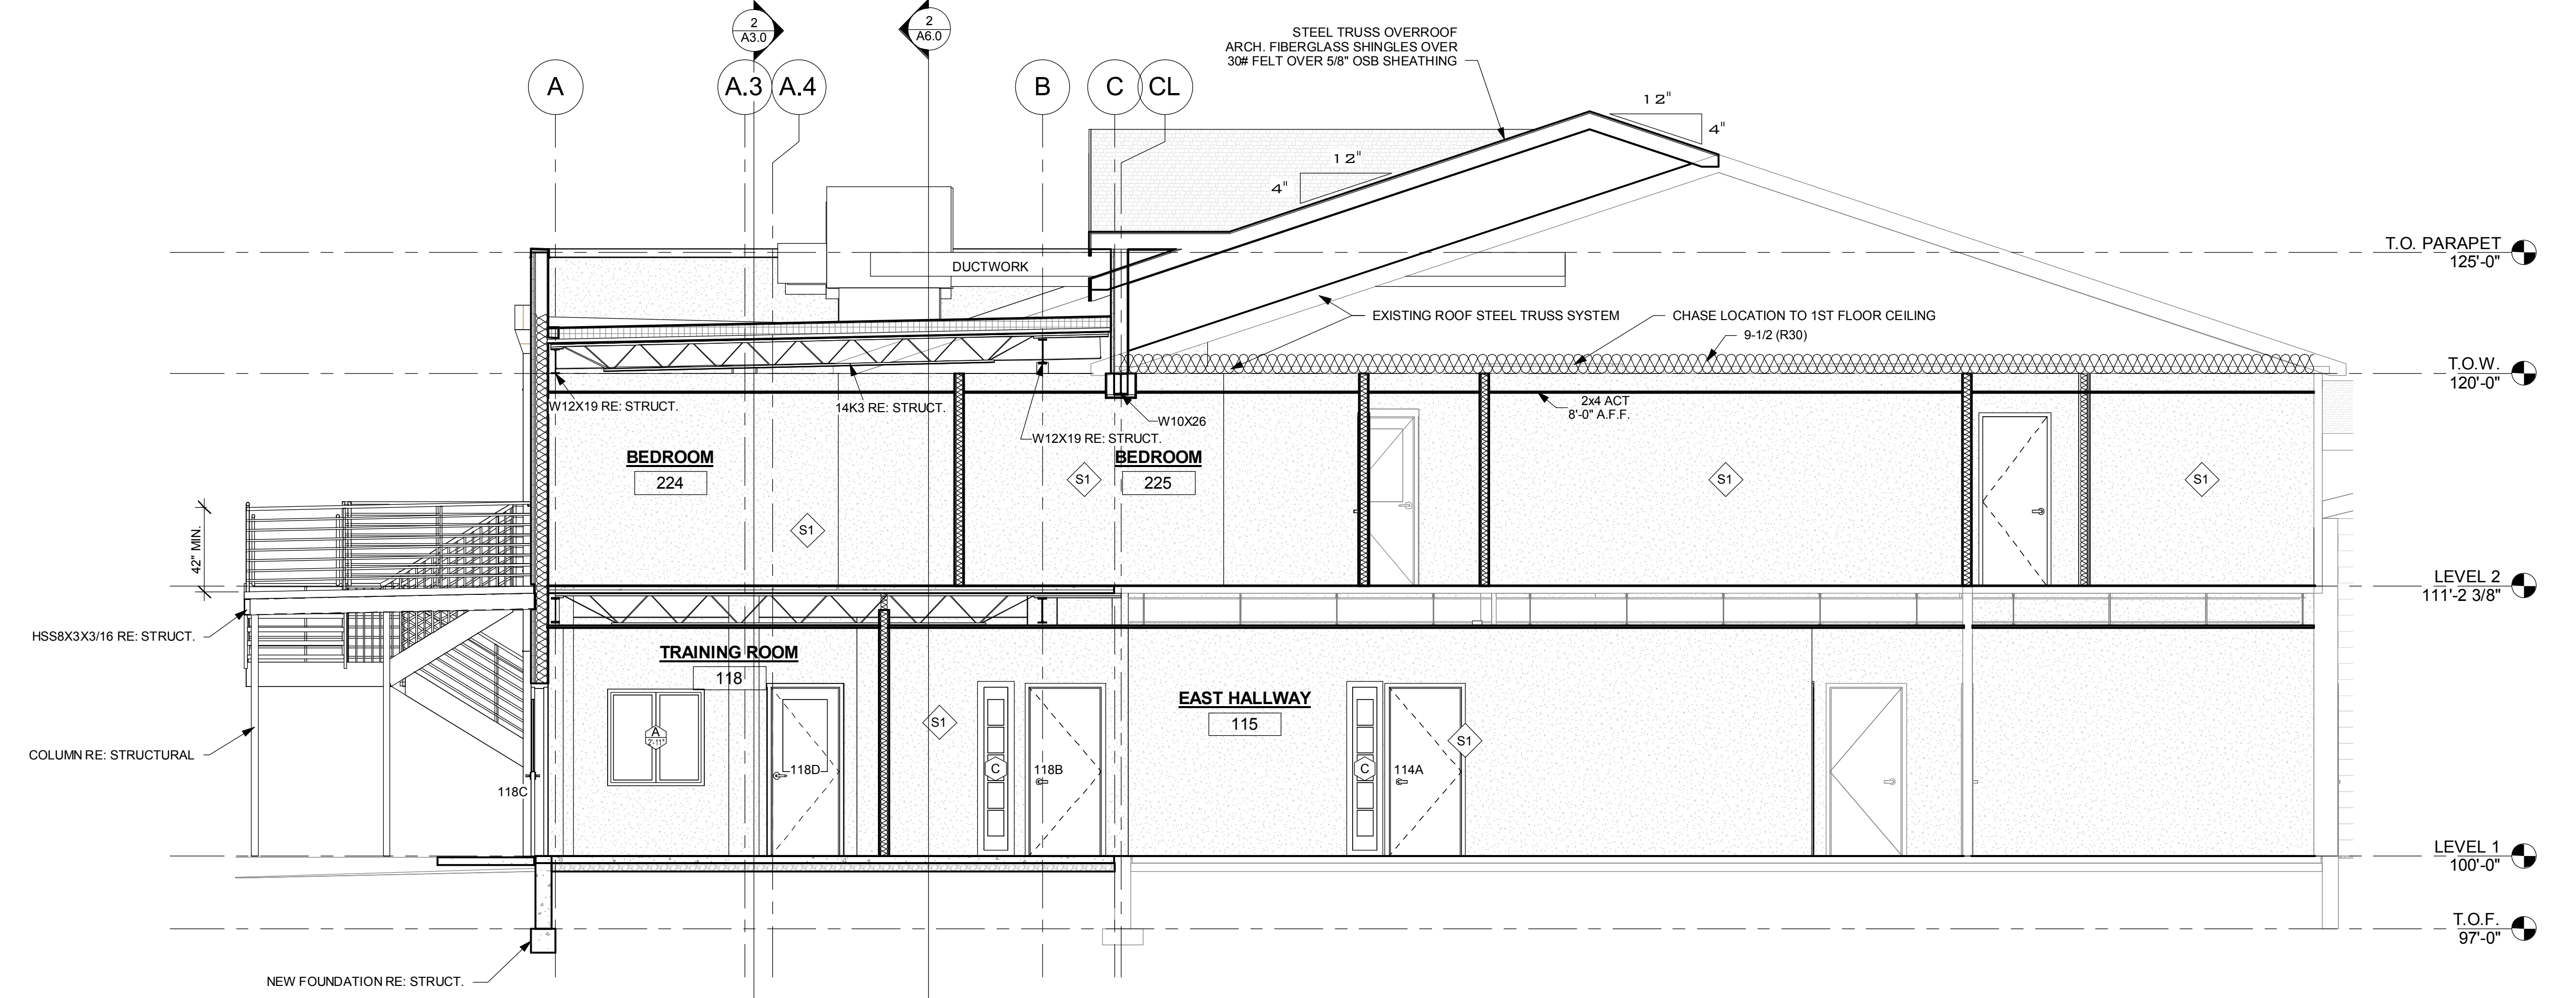 2
A3.0
2
A6.0
STEEL TRUSS OVERROOF
ARCH. FIBERGLASS SHINGLES OVER
30# FELT OVER 5/8" OSB SHEATHING
A
A.3
A.4
B
C
CL
12"
4"
12"
4"
T.O. PARAPET
125'-0"
DUCTWORK
EXISTING ROOF STEEL TRUSS SYSTEM
CHASE LOCATION TO 1ST FLOOR CEILING
9-1/2 (R30)
T.O.W.
120'-0"
W12X19 RE: STRUCT.
14K3 RE: STRUCT.
W10X26
W12X19 RE: STRUCT.
2x4 ACT
8'-0" A.F.F.
BEDROOM
224
BEDROOM
225
S1
S1
S1
S1
42" MIN.
LEVEL 2
111'-2 3/8"
HSS8X3X3/16 RE: STRUCT.
TRAINING ROOM
118
EAST HALLWAY
115
A
2'-11"
S1
S1
COLUMN RE: STRUCTURAL
118C
118D
C
118B
C
114A
LEVEL 1
100'-0"
T.O.F.
97'-0"
NEW FOUNDATION RE: STRUCT.